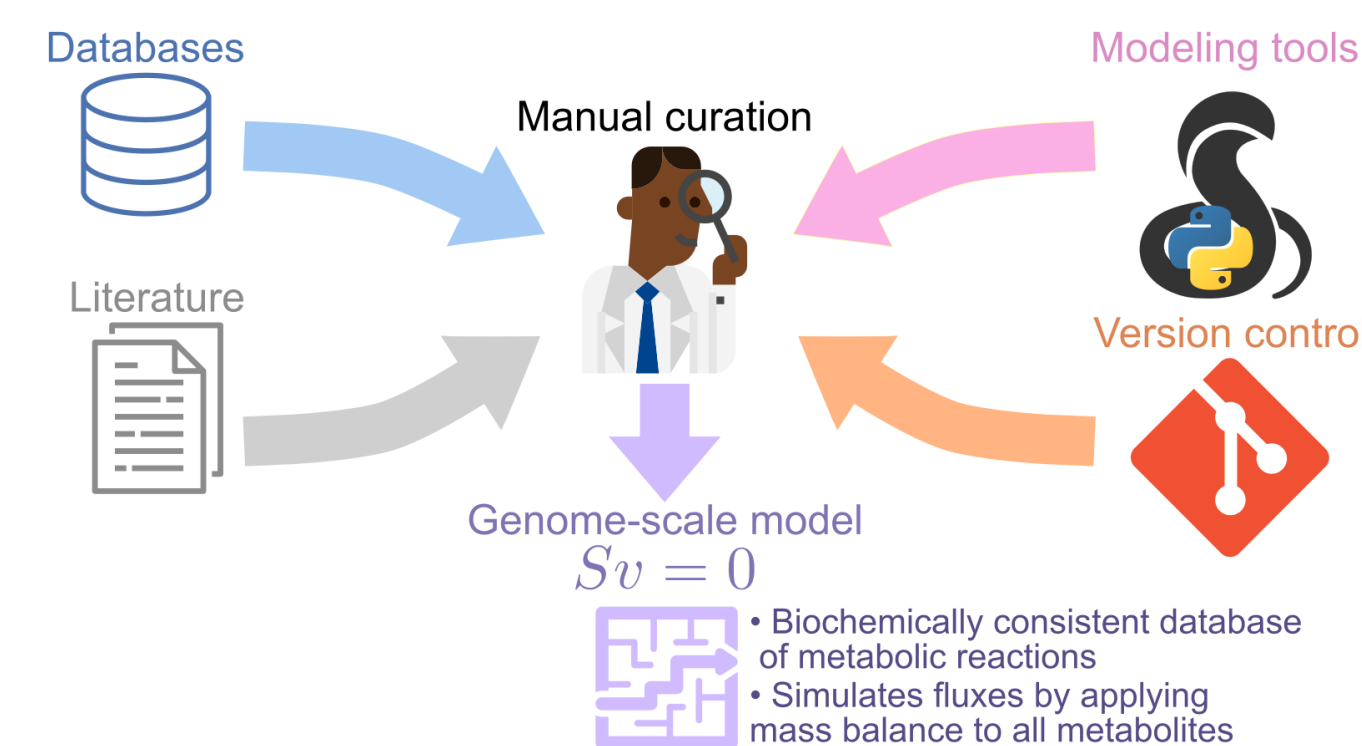 Databases
Modeling tools
Manual curation
Literature
Version contro
Genome-scale model
Sv = 0
• Biochemically consistent database
of metabolic reactions
• Simulates fluxes by applying
mass balance to all metabolites